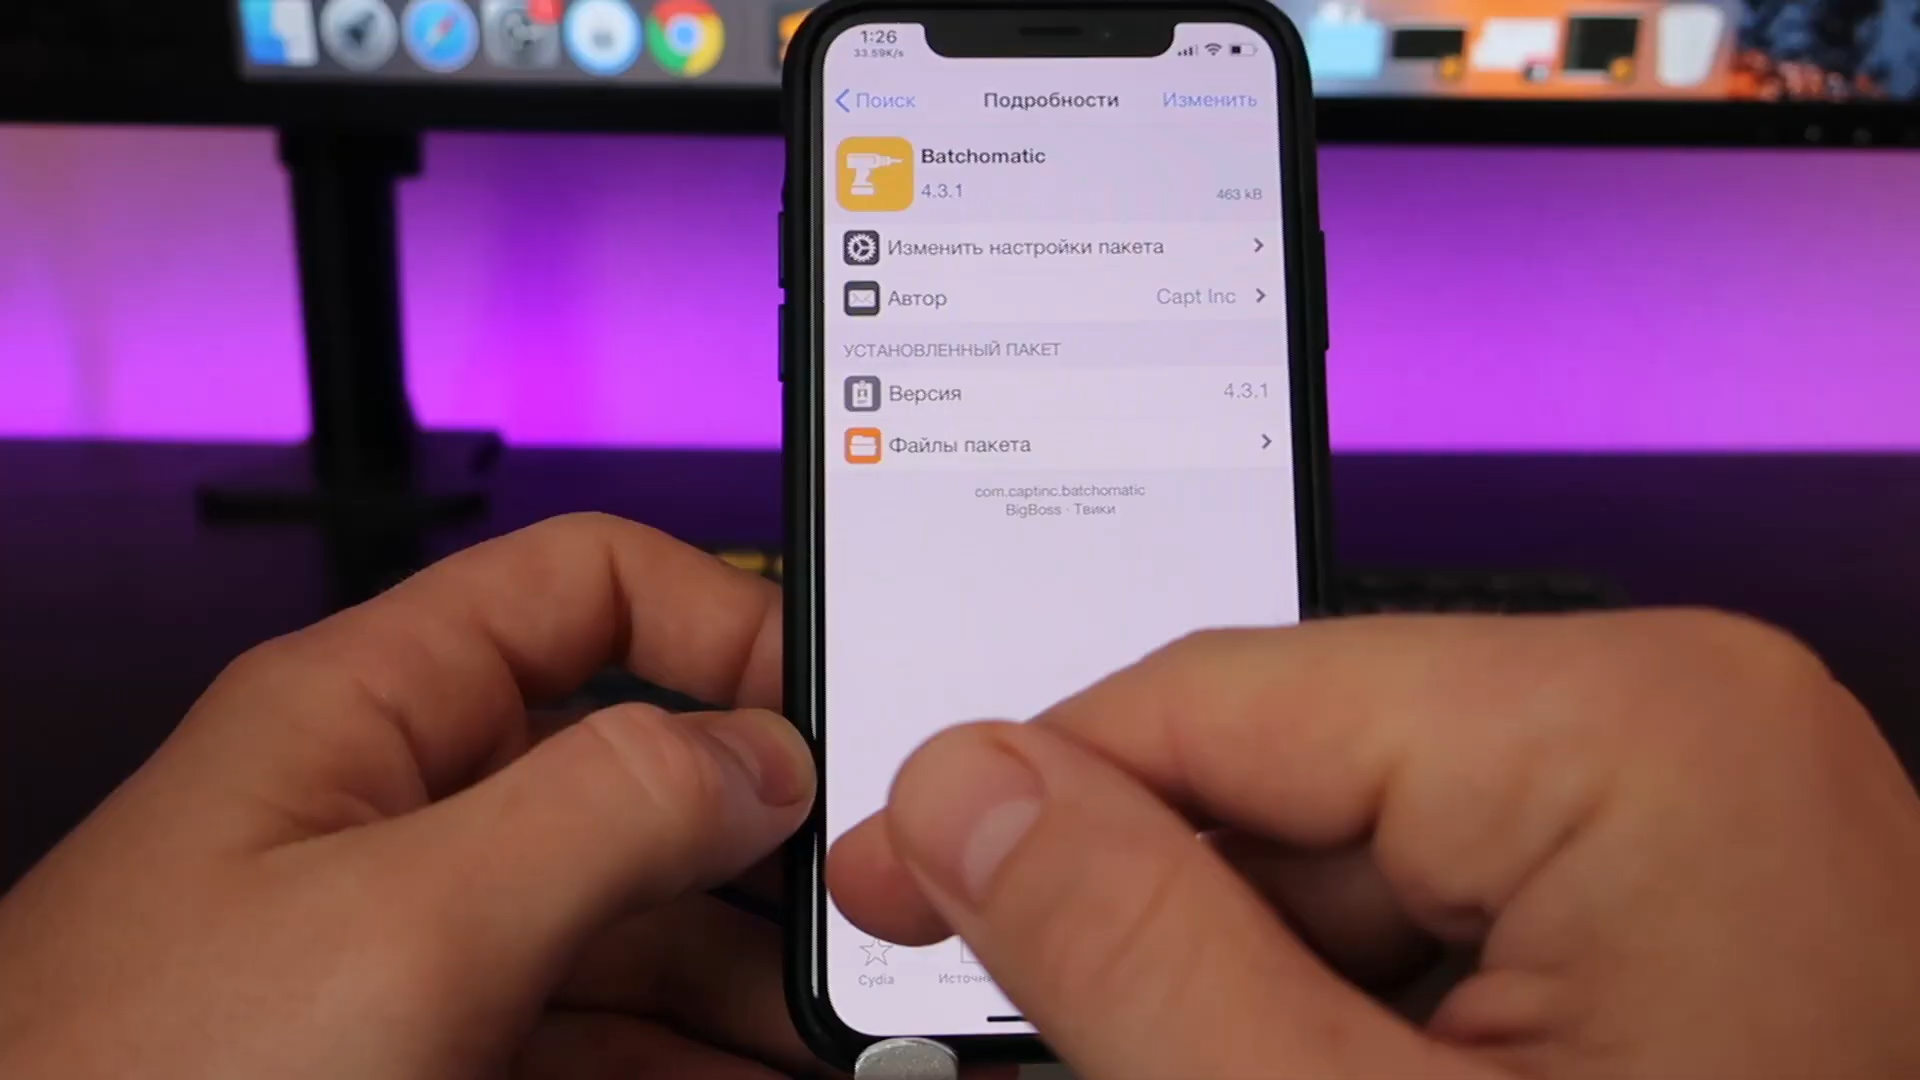 1:26
33.59K/s
Поиск
Подробности
Изменить
Batchomatic
4.3.1
463 kB
Изменить настройки пакета
Автор
Capt Inc
УСТАНОВЛЕННЫЙ ПАКЕТ
Версия
4.3.1
Файлы пакета
com.captinc.batchomatic
BigBoss · Твики
Cydia